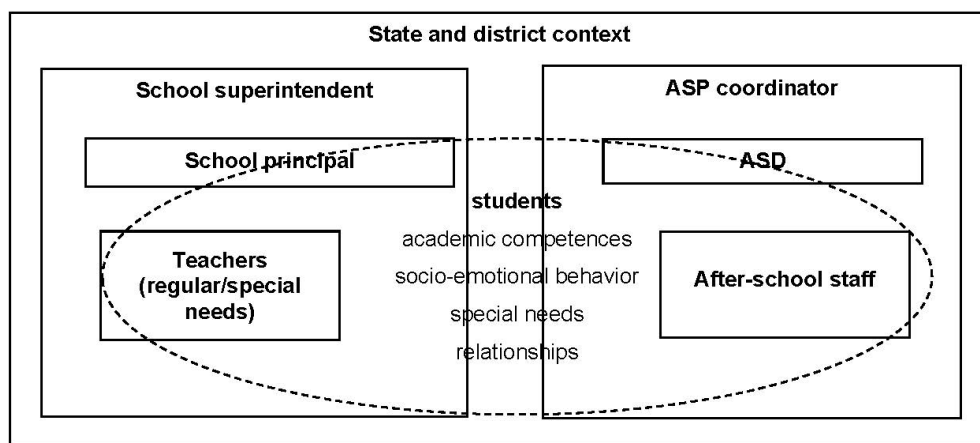 State and district context
School superintendent
ASP coordinator
School principal
ASD
students
academic competences
socio-emotional behavior
special needs
relationships
Teachers
(regular/special
needs)
After-school staff